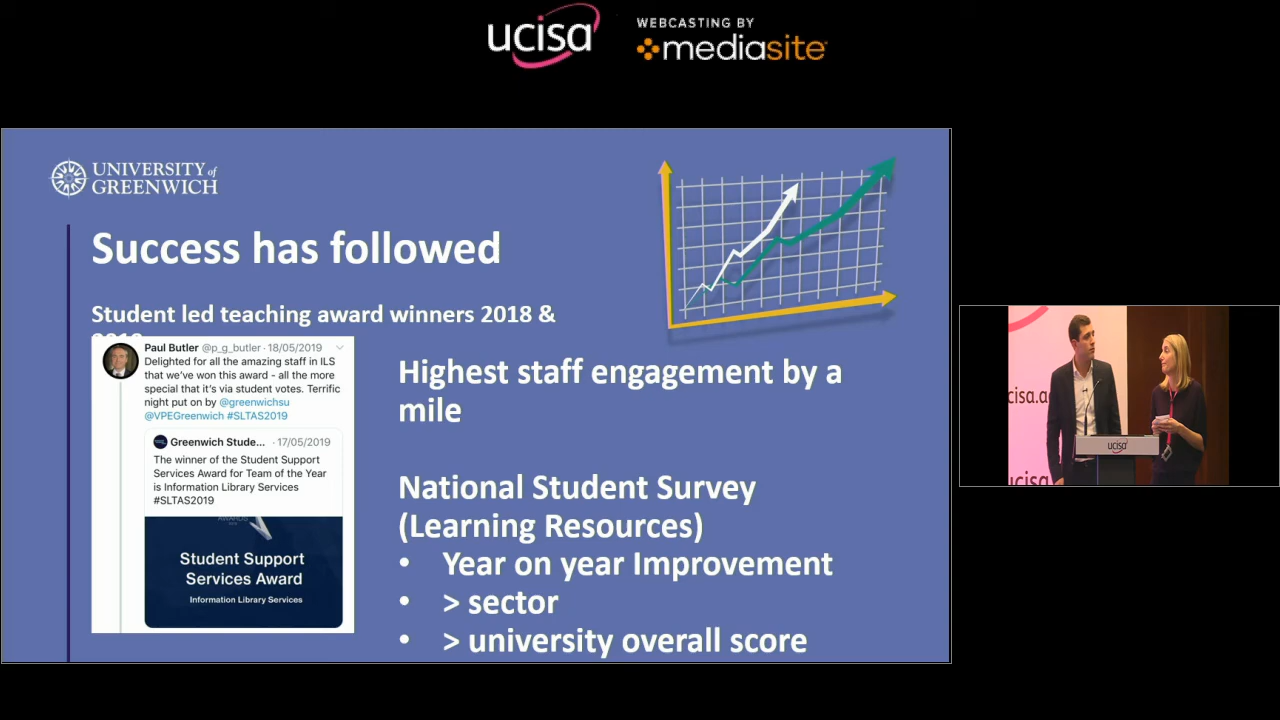 ucisa
WEBCASTING BY
mediasite
UNIVERSITY of
GREENWICH
Success has followed
Student led teaching award winners 2018 &
Paul Butler @p_g_butler · 18/05/2019
Delighted for all the amazing staff in ILS
that we've won this award - all the more
special that it's via student votes. Terrific
night put on by @greenwichsu
@VPEGreenwich #SLTAS2019
Greenwich Stude... · 17/05/2019
The winner of the Student Support
Services Award for Team of the Year
is Information Library Services
#SLTAS2019
AWARDS
Student Support
Services Award
Information Library Services
Highest staff engagement by a
mile
National Student Survey
(Learning Resources)
• Year on year Improvement
• > sector
• > university overall score
cisa.a
ucisa
ucisa